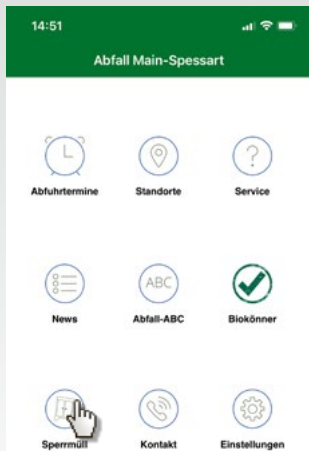 14:51
Abfall Main-Spessart
Abfuhrtermine Standorte Service
ABC
News Abfall-ABC Biokönner
Sperrmüll Kontakt Einstellungen